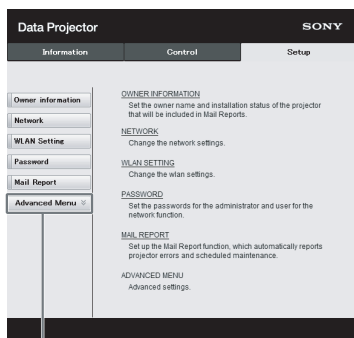 Data Projector
SONY
Information
Control
Setup
Owner information
Network
WLAN Setting
Password
Mail Report
Advanced Menu
OWNER INFORMATION
Set the owner name and installation status of the projector
that will be included in Mail Reports.
NETWORK
Change the network settings.
WLAN SETTING
Change the wlan settings.
PASSWORD
Set the passwords for the administrator and user for the
network function.
MAIL REPORT
Set up the Mail Report function, which automatically reports
projector errors and scheduled maintenance.
ADVANCED MENU
Advanced settings.